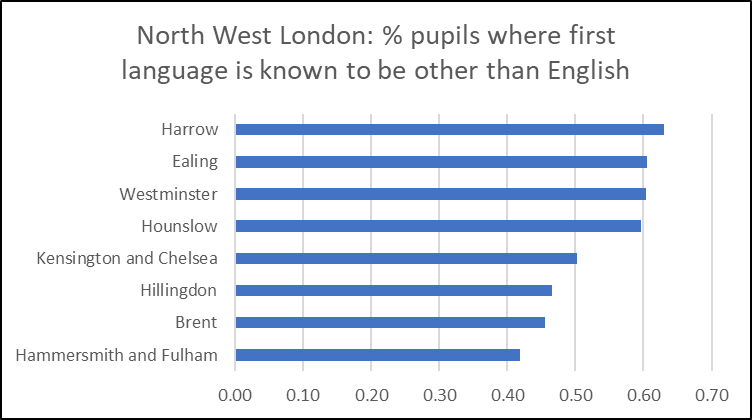 North West London: % pupils where first
language is known to be other than English
Harrow
Ealing
Westminster
Hounslow
Kensington and Chelsea
Hillingdon
Brent
Hammersmith and Fulham
0.00 0.10 0.20 0.30 0.40 0.50 0.60 0.70